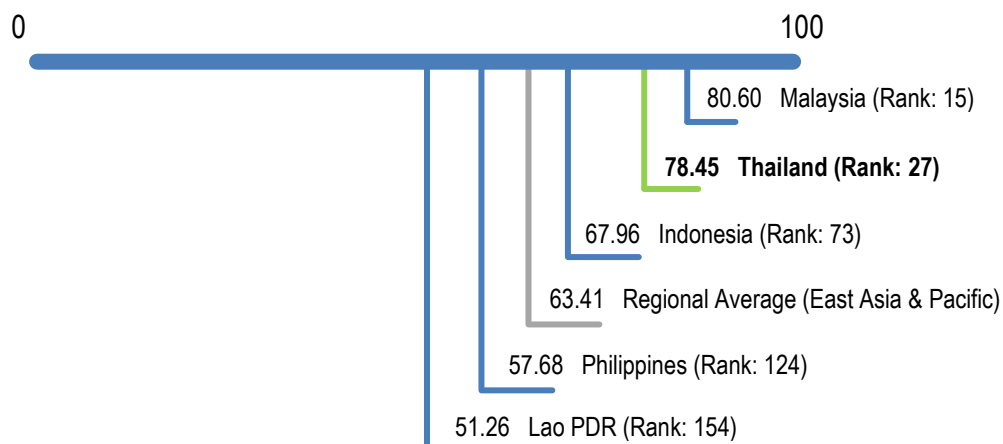 0 100
80.60 Malaysia (Rank: 15)
78.45 Thailand (Rank: 27)
67.96 Indonesia (Rank: 73)
63.41 Regional Average (East Asia & Pacific)
57.68 Philippines (Rank: 124)
51.26 Lao PDR (Rank: 154)